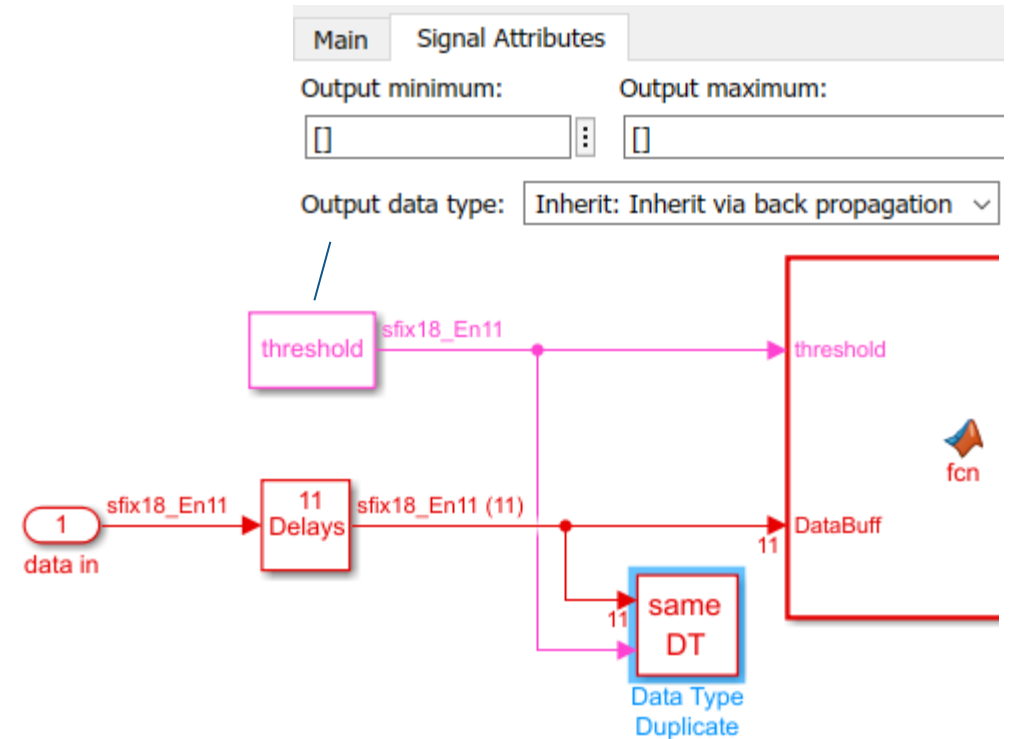 Main Signal Attributes
Output minimum: Output maximum:
[] []
Output data type: Inherit: Inherit via back propagation
threshold
sfix18_En11
threshold
fcn
1
data in
sfix18_En11
11
Delays
sfix18_En11 (11)
11
DataBuff
11
same
DT
Data Type
Duplicate